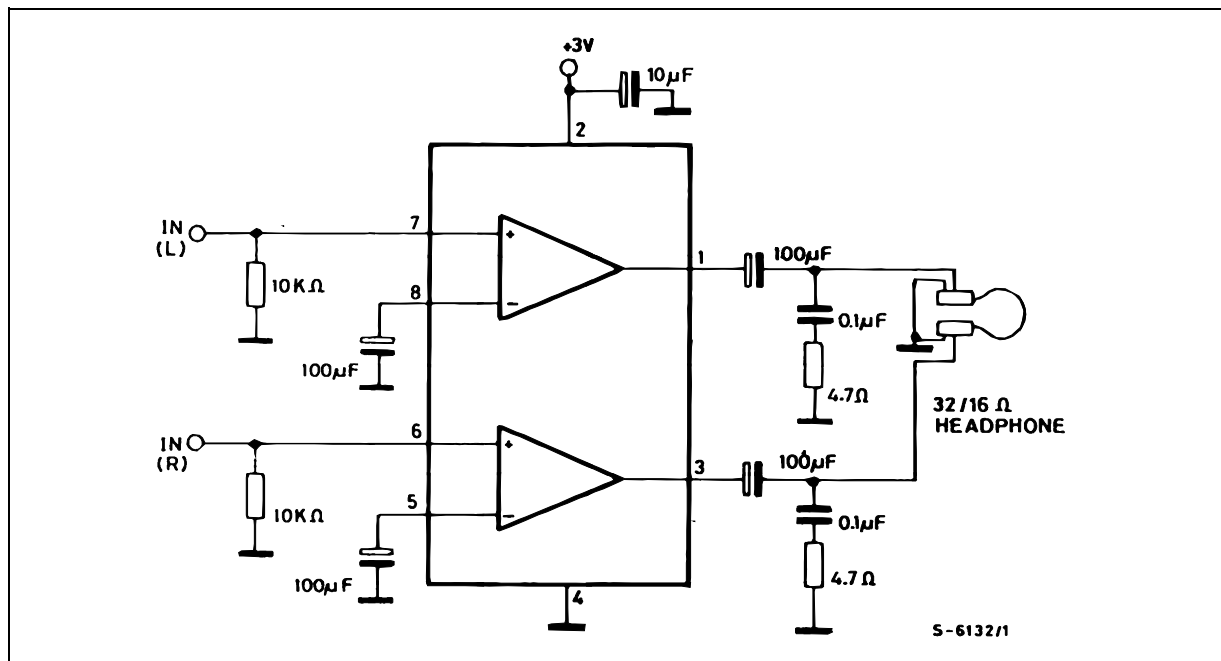 +3V
10µF
2
IN
(L)
7
10KΩ
+
8
−
100µF
1
100µF
0.1µF
4.7Ω
32/16 Ω
HEADPHONE
IN
(R)
6
10KΩ
+
5
−
100µF
3
100µF
0.1µF
4.7Ω
4
S-6132/1